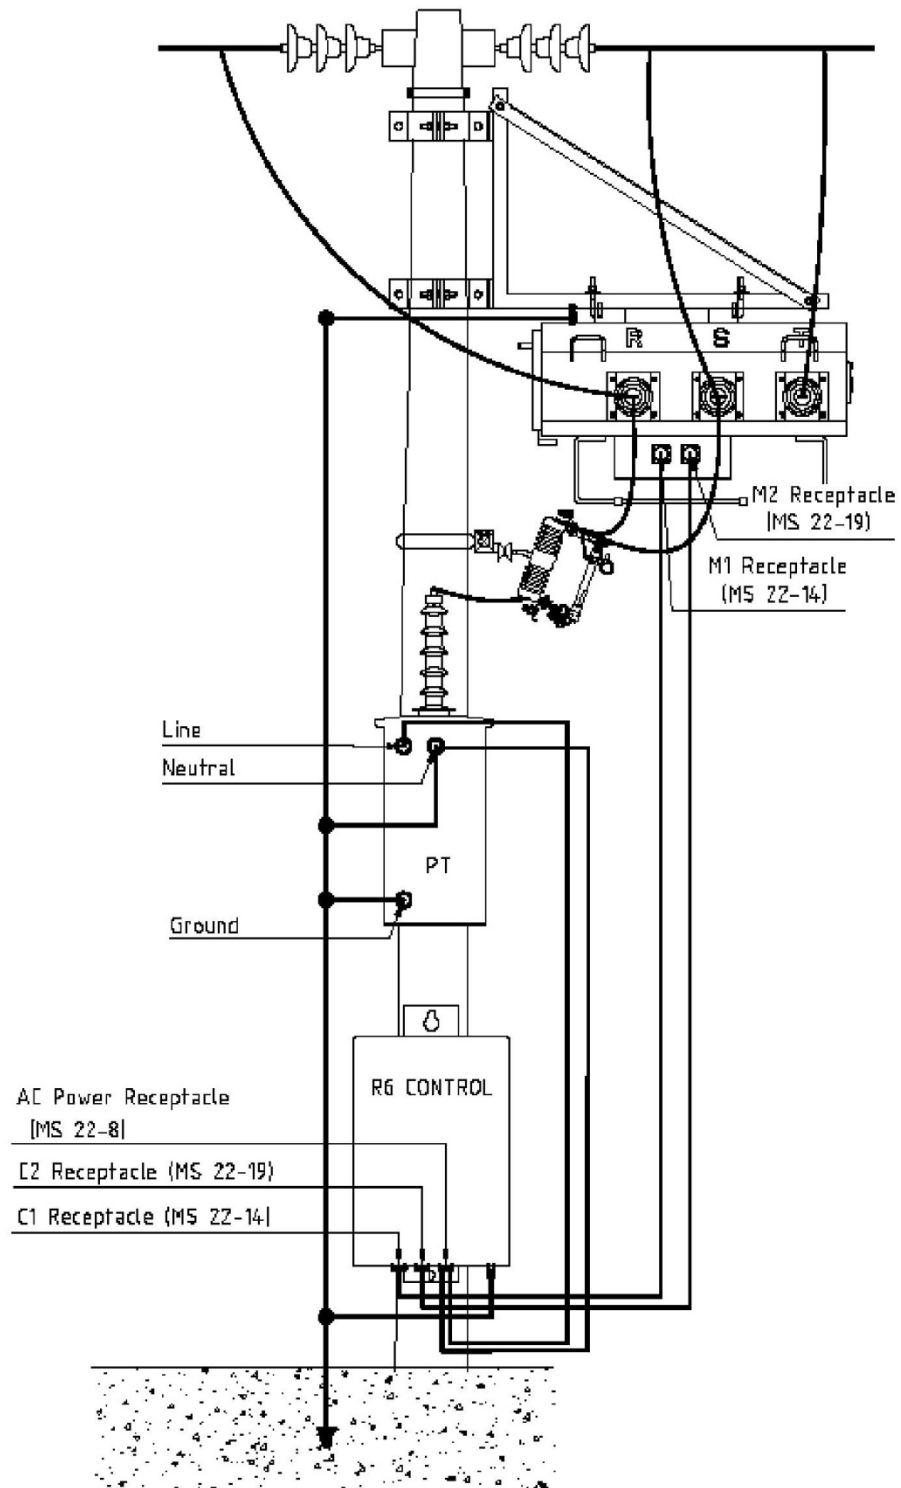 R S T
M2 Receptacle
(MS 22-19)
M1 Receptacle
(MS 22-14)
Line
Neutral
PT
Ground
R6 CONTROL
AC Power Receptacle
(MS 22-8)
C2 Receptacle (MS 22-19)
C1 Receptacle (MS 22-14)